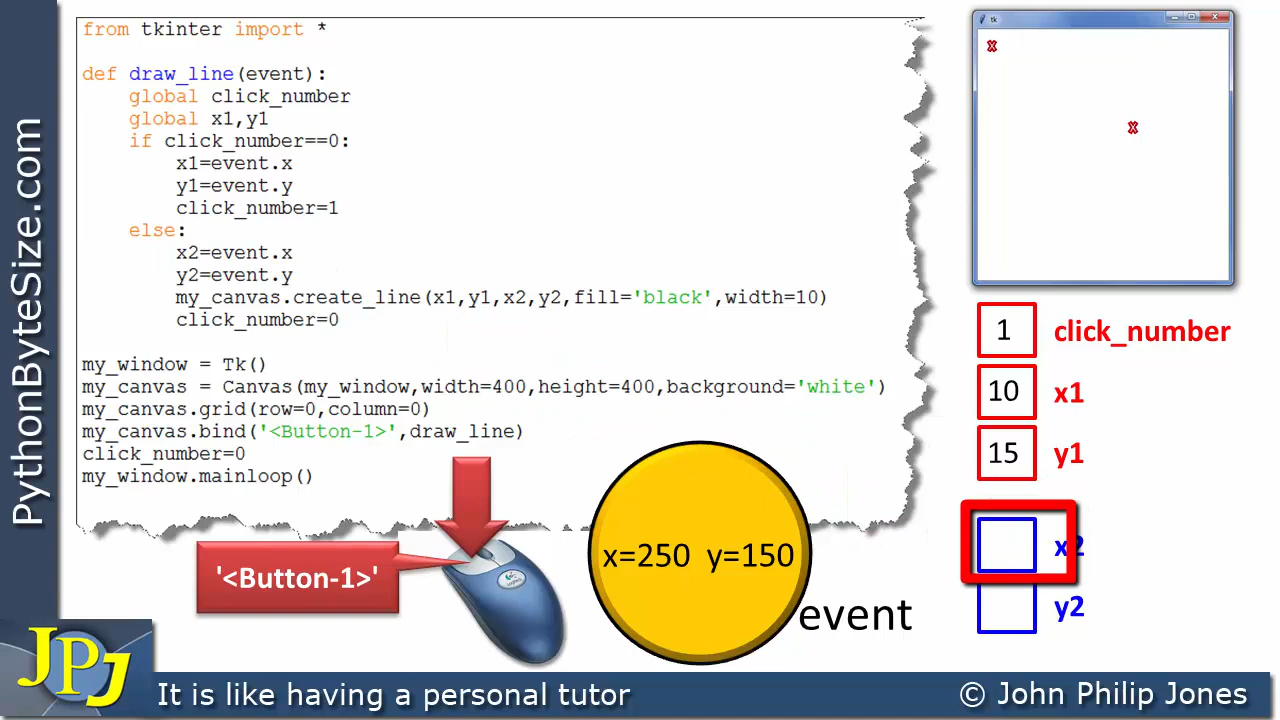 PythonByteSize.com
from tkinter import *
def draw_line(event):
    global click_number
    global x1,y1
    if click_number==0:
        x1=event.x
        y1=event.y
        click_number=1
    else:
        x2=event.x
        y2=event.y
        my_canvas.create_line(x1,y1,x2,y2,fill='black',width=10)
        click_number=0
my_window = Tk()
my_canvas = Canvas(my_window,width=400,height=400,background='white')
my_canvas.grid(row=0,column=0)
my_canvas.bind('<Button-1>',draw_line)
click_number=0
my_window.mainloop()
tk
x
x
1 click_number
10 x1
15 y1
x2
y2
'<Button-1>'
Logitech
x=250 y=150
event
JPJ
It is like having a personal tutor
© John Philip Jones